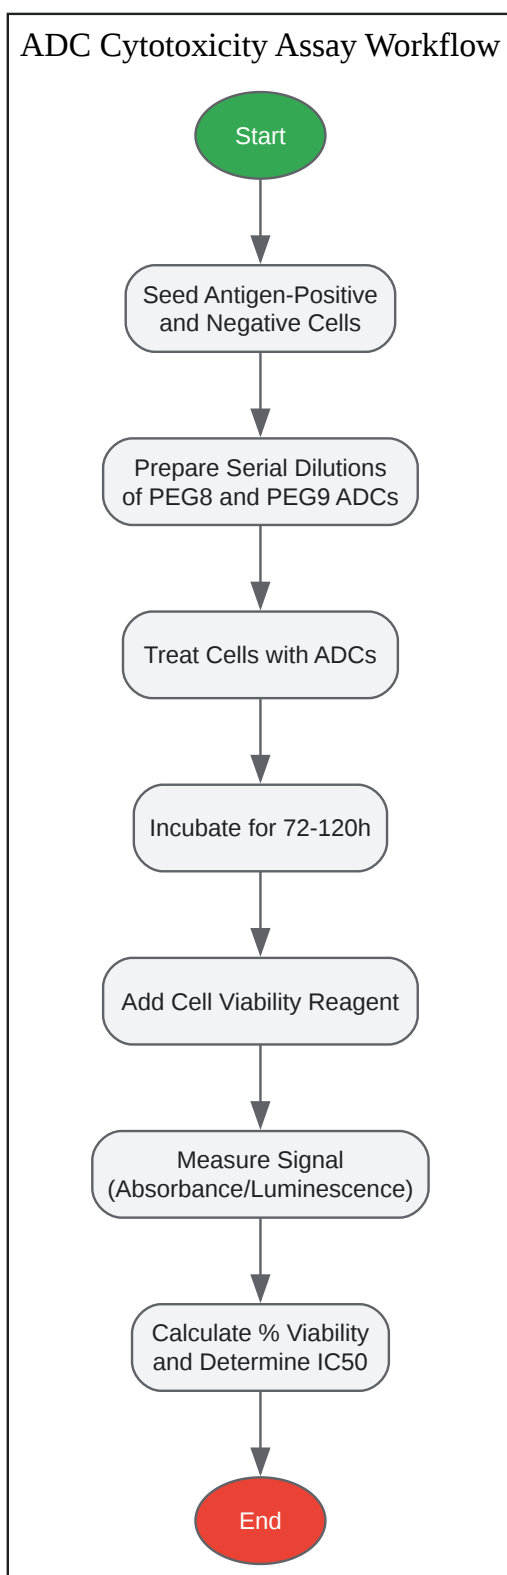 ADC Cytotoxicity Assay Workflow
Start
Seed Antigen-Positive
and Negative Cells
Prepare Serial Dilutions
of PEG8 and PEG9 ADCs
Treat Cells with ADCs
Incubate for 72-120h
Add Cell Viability Reagent
Measure Signal
(Absorbance/Luminescence)
Calculate % Viability
and Determine IC50
End